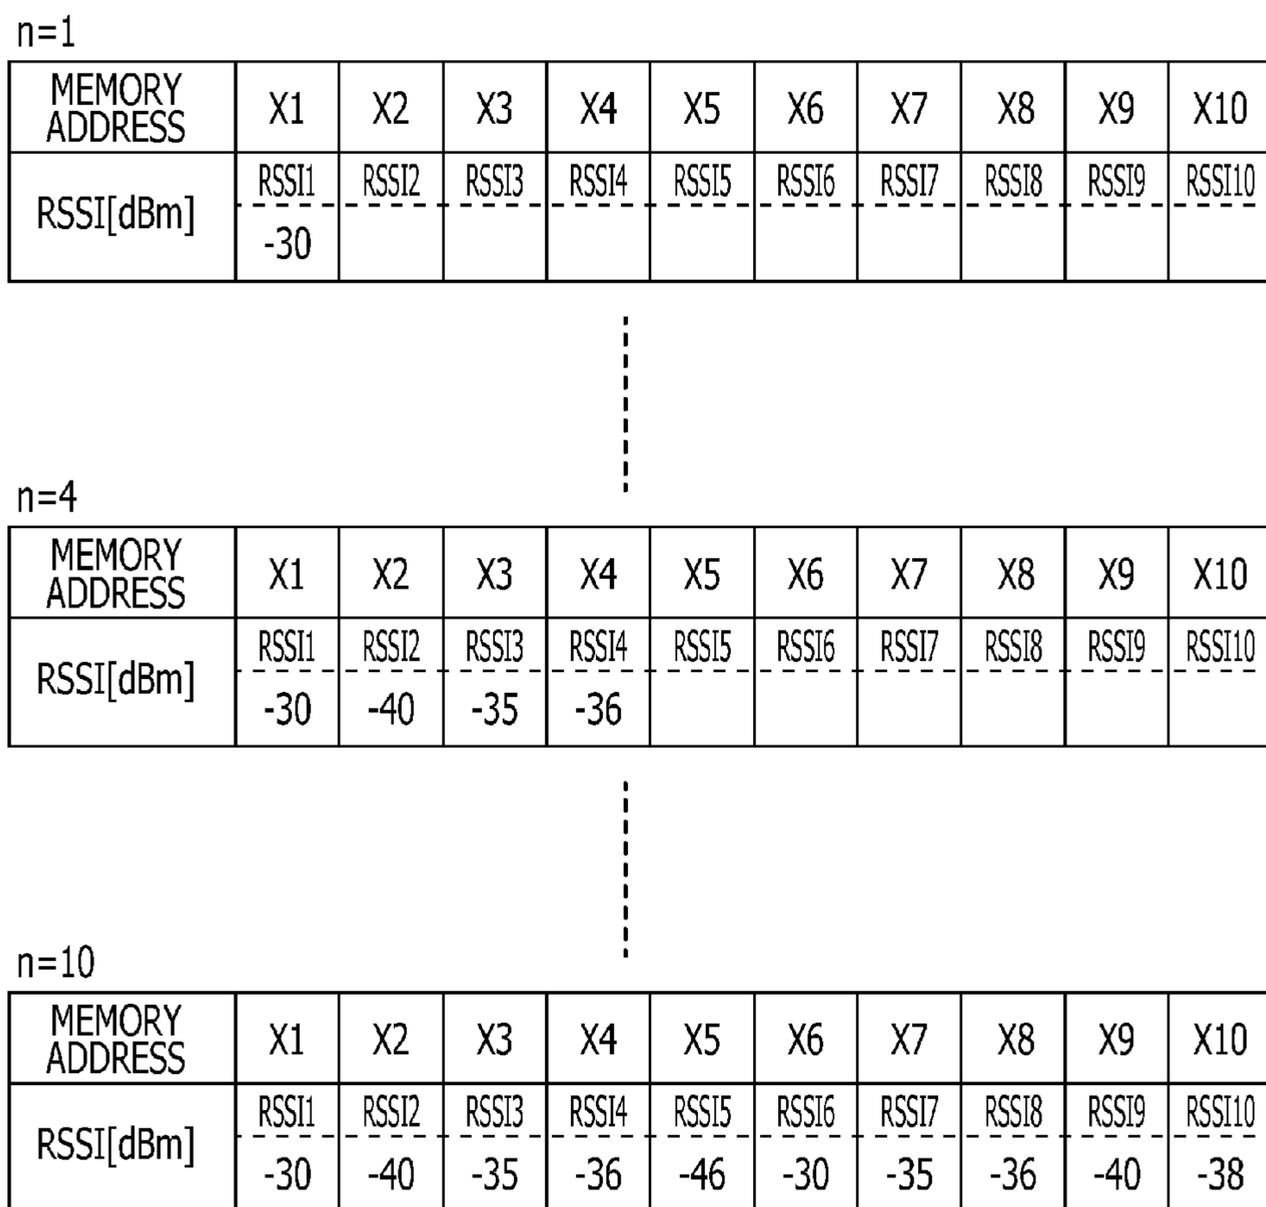 n=1
MEMORY ADDRESS X1 X2 X3 X4 X5 X6 X7 X8 X9 X10
RSSI[dBm] RSSI1 RSSI2 RSSI3 RSSI4 RSSI5 RSSI6 RSSI7 RSSI8 RSSI9 RSSI10
-30
n=4
MEMORY ADDRESS X1 X2 X3 X4 X5 X6 X7 X8 X9 X10
RSSI[dBm] RSSI1 RSSI2 RSSI3 RSSI4 RSSI5 RSSI6 RSSI7 RSSI8 RSSI9 RSSI10
-30 -40 -35 -36
n=10
MEMORY ADDRESS X1 X2 X3 X4 X5 X6 X7 X8 X9 X10
RSSI[dBm] RSSI1 RSSI2 RSSI3 RSSI4 RSSI5 RSSI6 RSSI7 RSSI8 RSSI9 RSSI10
-30 -40 -35 -36 -46 -30 -35 -36 -40 -38